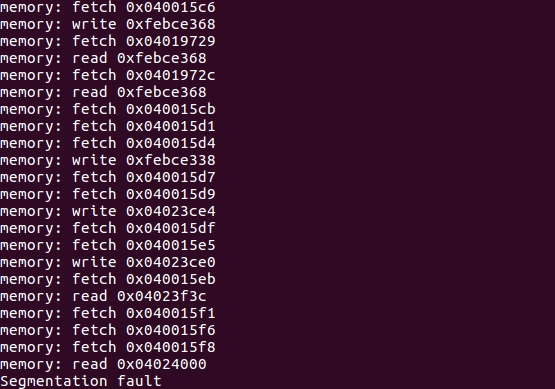 memory: fetch 0x040015c6
memory: write 0xfebce368
memory: fetch 0x04019729
memory: read 0xfebce368
memory: fetch 0x0401972c
memory: read 0xfebce368
memory: fetch 0x040015cb
memory: fetch 0x040015d1
memory: fetch 0x040015d4
memory: write 0xfebce338
memory: fetch 0x040015d7
memory: fetch 0x040015d9
memory: write 0x04023ce4
memory: fetch 0x040015df
memory: fetch 0x040015e5
memory: write 0x04023ce0
memory: fetch 0x040015eb
memory: read 0x04023f3c
memory: fetch 0x040015f1
memory: fetch 0x040015f6
memory: fetch 0x040015f8
memory: read 0x04024000
Segmentation fault